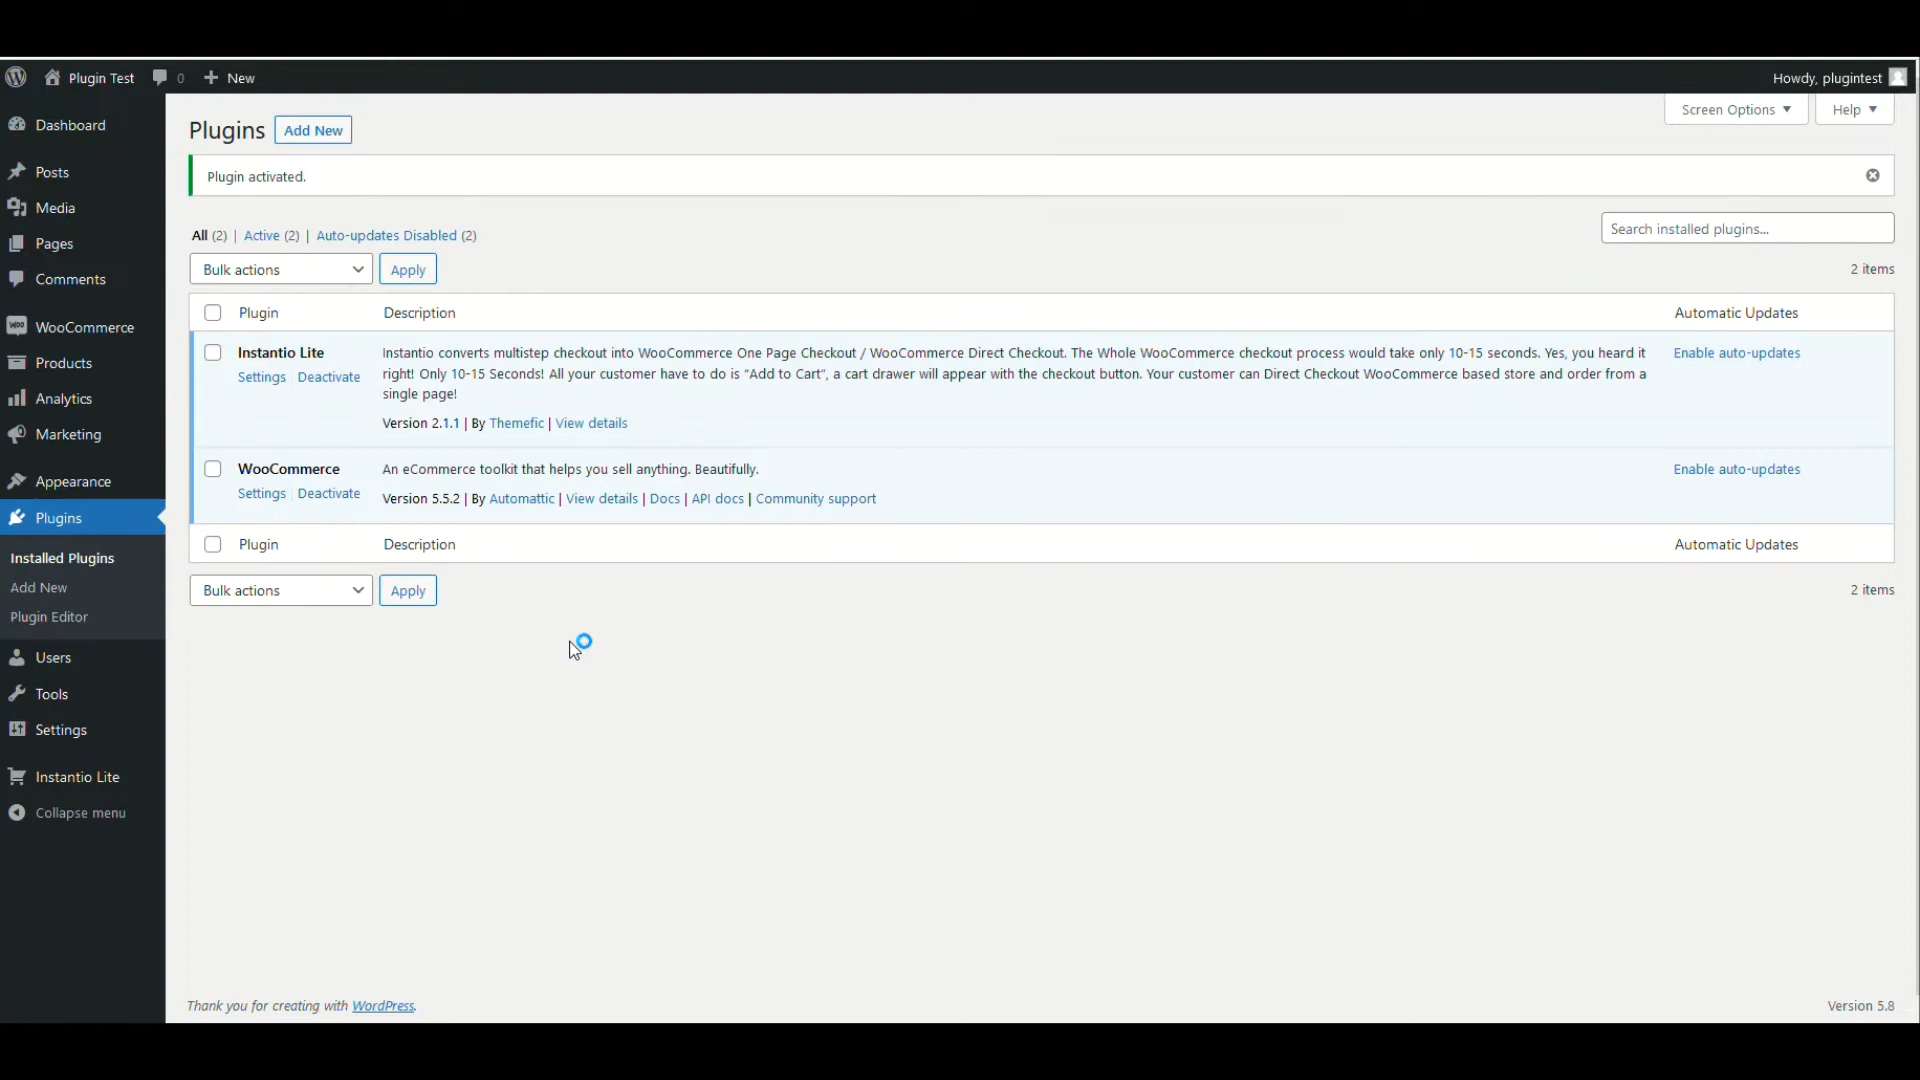 Plugin Test 0 New Howdy, plugintest
Screen Options Help
Dashboard
Posts
Media
Pages
Comments
WooCommerce
Products
Analytics
Marketing
Appearance
Plugins
Installed Plugins
Add New
Plugin Editor
Users
Tools
Settings
Instantio Lite
Collapse menu
Plugins Add New
Plugin activated.
All (2) | Active (2) | Auto-updates Disabled (2)
Search installed plugins...
Bulk actions Apply 2 items
Plugin Description Automatic Updates
Instantio Lite
Settings | Deactivate
Instantio converts multistep checkout into WooCommerce One Page Checkout / WooCommerce Direct Checkout. The Whole WooCommerce checkout process would take only 10-15 seconds. Yes, you heard it
right! Only 10-15 Seconds! All your customer have to do is “Add to Cart”, a cart drawer will appear with the checkout button. Your customer can Direct Checkout WooCommerce based store and order from a
single page!
Version 2.1.1 | By Themefic | View details
Enable auto-updates
WooCommerce
Settings | Deactivate
An eCommerce toolkit that helps you sell anything. Beautifully.
Version 5.5.2 | By Automattic | View details | Docs | API docs | Community support
Enable auto-updates
Plugin Description Automatic Updates
Bulk actions Apply 2 items
Thank you for creating with WordPress. Version 5.8